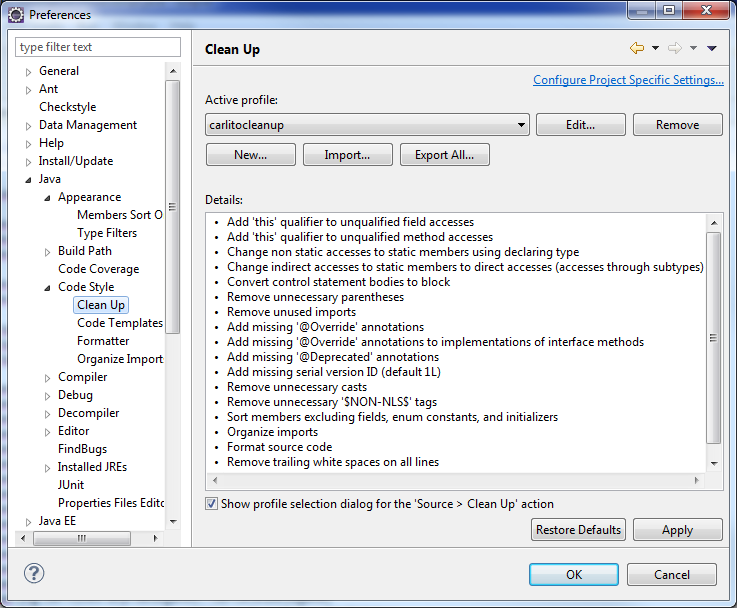 Preferences
type filter text
General
Ant
Checkstyle
Data Management
Help
Install/Update
Java
Appearance
Members Sort O
Type Filters
Build Path
Code Coverage
Code Style
Clean Up
Code Templates
Formatter
Organize Import
Compiler
Debug
Decompiler
Editor
FindBugs
Installed JREs
JUnit
Properties Files Edito
Java EE
Clean Up
Configure Project Specific Settings...
Active profile:
carlitocleanup
Edit...
Remove
New...
Import...
Export All...
Details:
• Add 'this' qualifier to unqualified field accesses
• Add 'this' qualifier to unqualified method accesses
• Change non static accesses to static members using declaring type
• Change indirect accesses to static members to direct accesses (accesses through subtypes)
• Convert control statement bodies to block
• Remove unnecessary parentheses
• Remove unused imports
• Add missing '@Override' annotations
• Add missing '@Override' annotations to implementations of interface methods
• Add missing '@Deprecated' annotations
• Add missing serial version ID (default 1L)
• Remove unnecessary casts
• Remove unnecessary '$NON-NLS$' tags
• Sort members excluding fields, enum constants, and initializers
• Organize imports
• Format source code
• Remove trailing white spaces on all lines
Show profile selection dialog for the 'Source > Clean Up' action
Restore Defaults
Apply
?
OK
Cancel